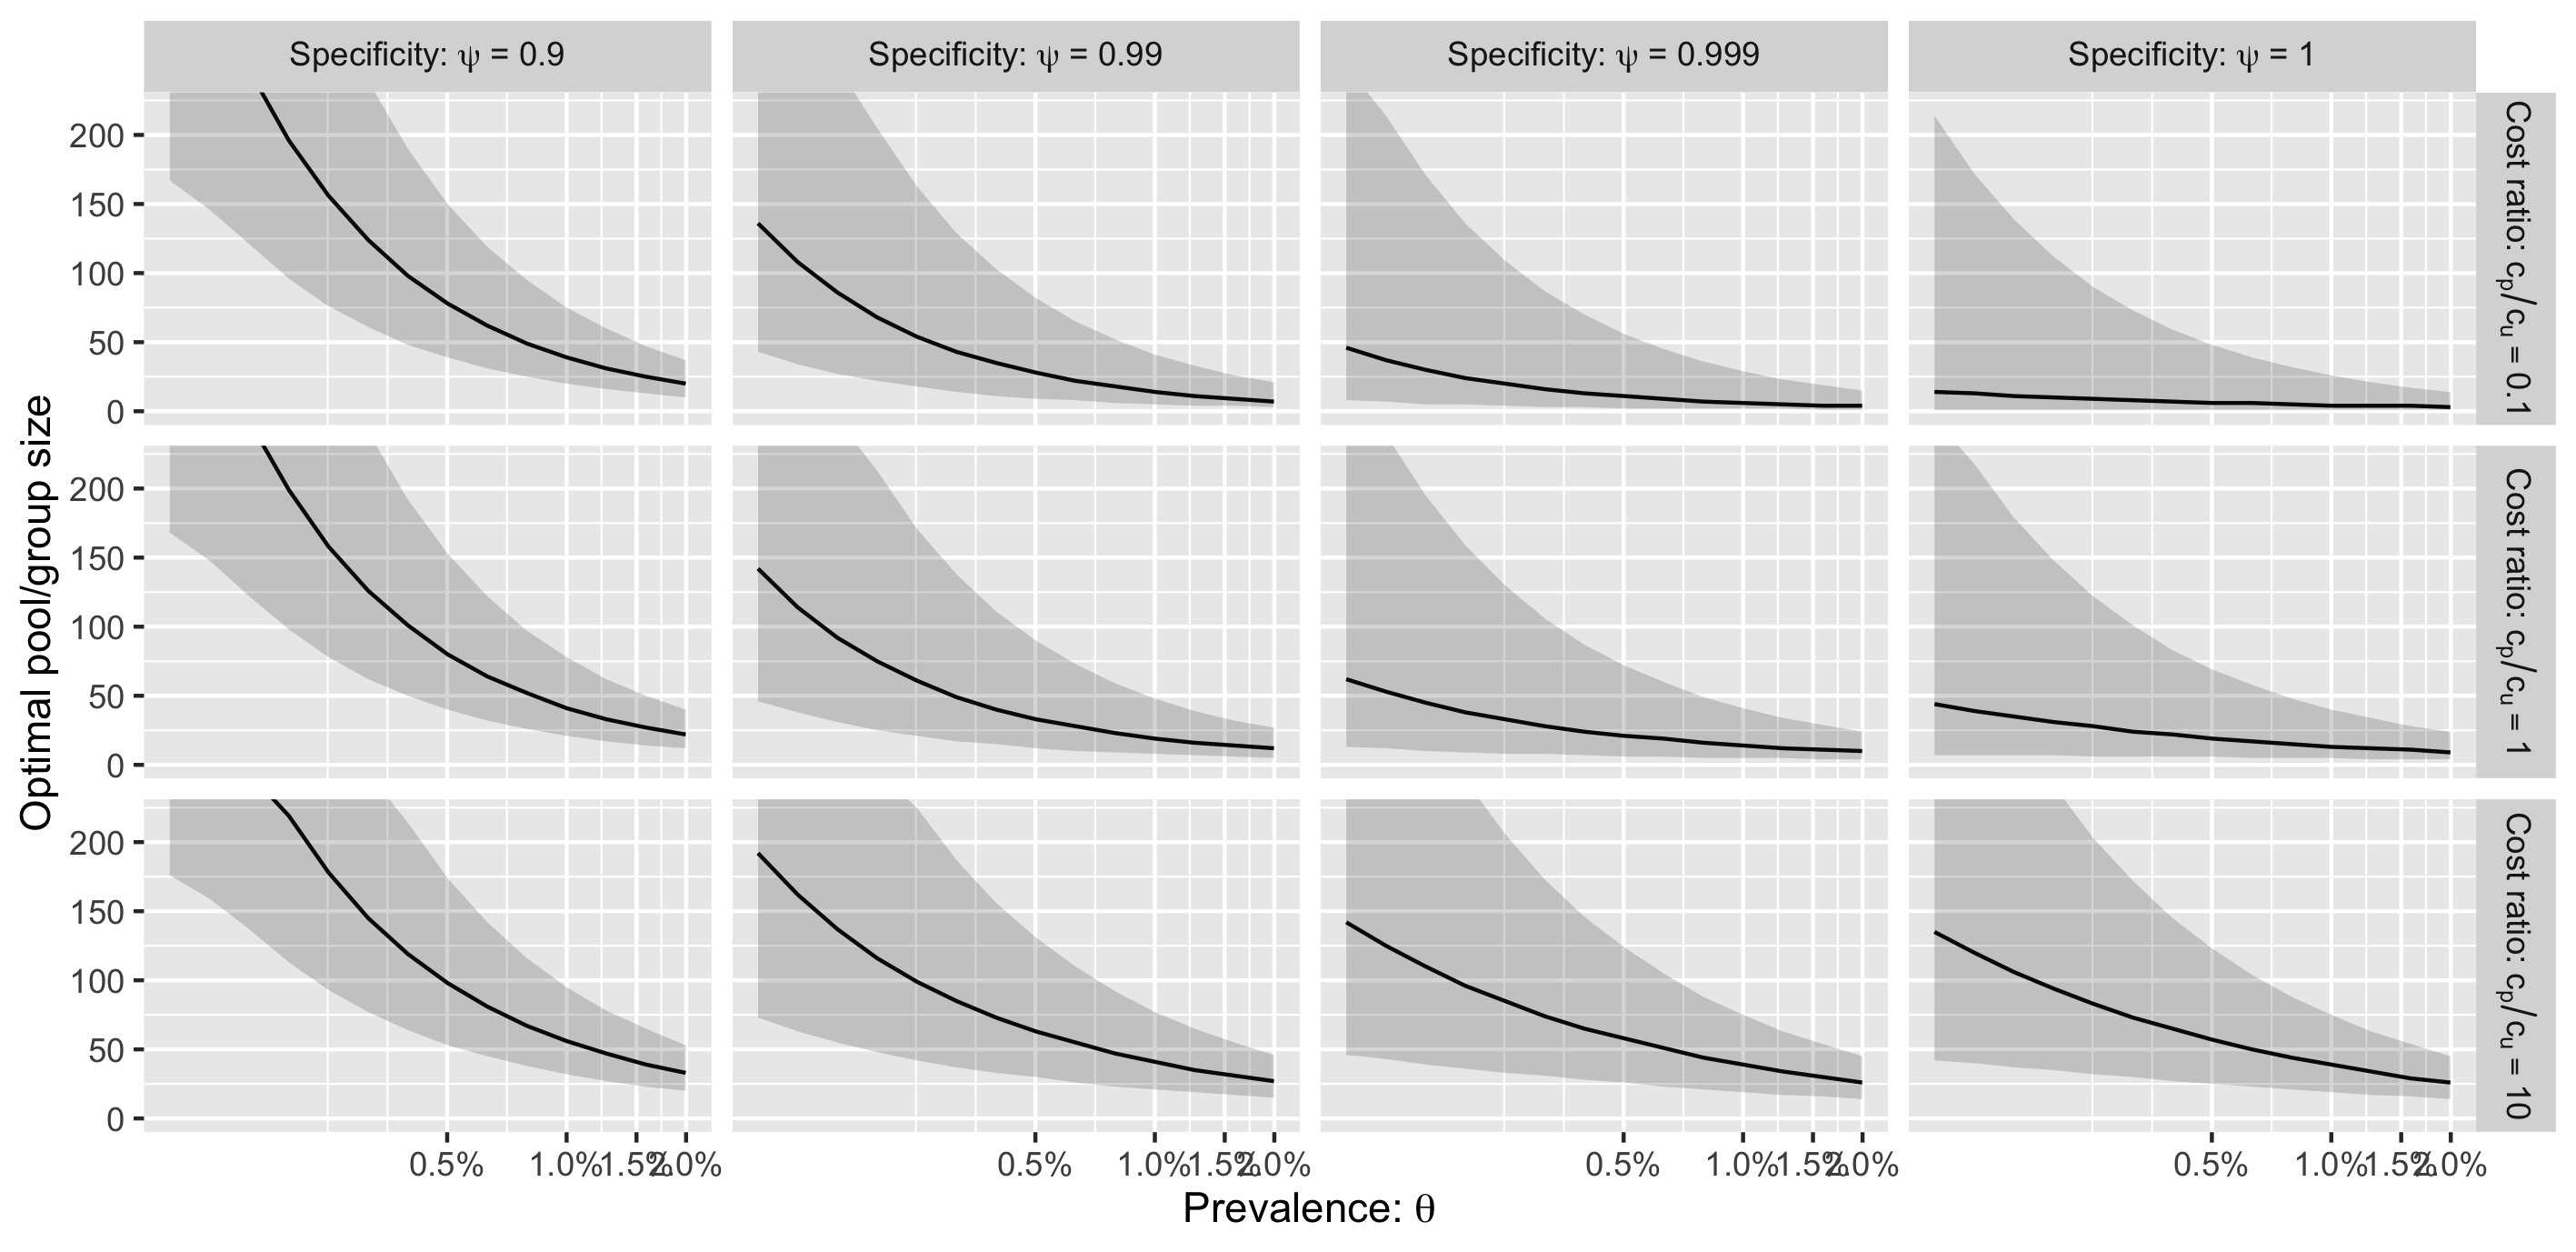 Specificity: ψ = 0.9
Specificity: ψ = 0.99
Specificity: ψ = 0.999
Specificity: ψ = 1
Optimal pool/group size
200
150
100
50
0
Cost ratio: cp/cu = 0.1
200
150
100
50
0
Cost ratio: cp/cu = 1
200
150
100
50
0
Cost ratio: cp/cu = 10
0.5% 1.0% 1.5% 2.0%
0.5% 1.0% 1.5% 2.0%
0.5% 1.0% 1.5% 2.0%
0.5% 1.0% 1.5% 2.0%
Prevalence: θ